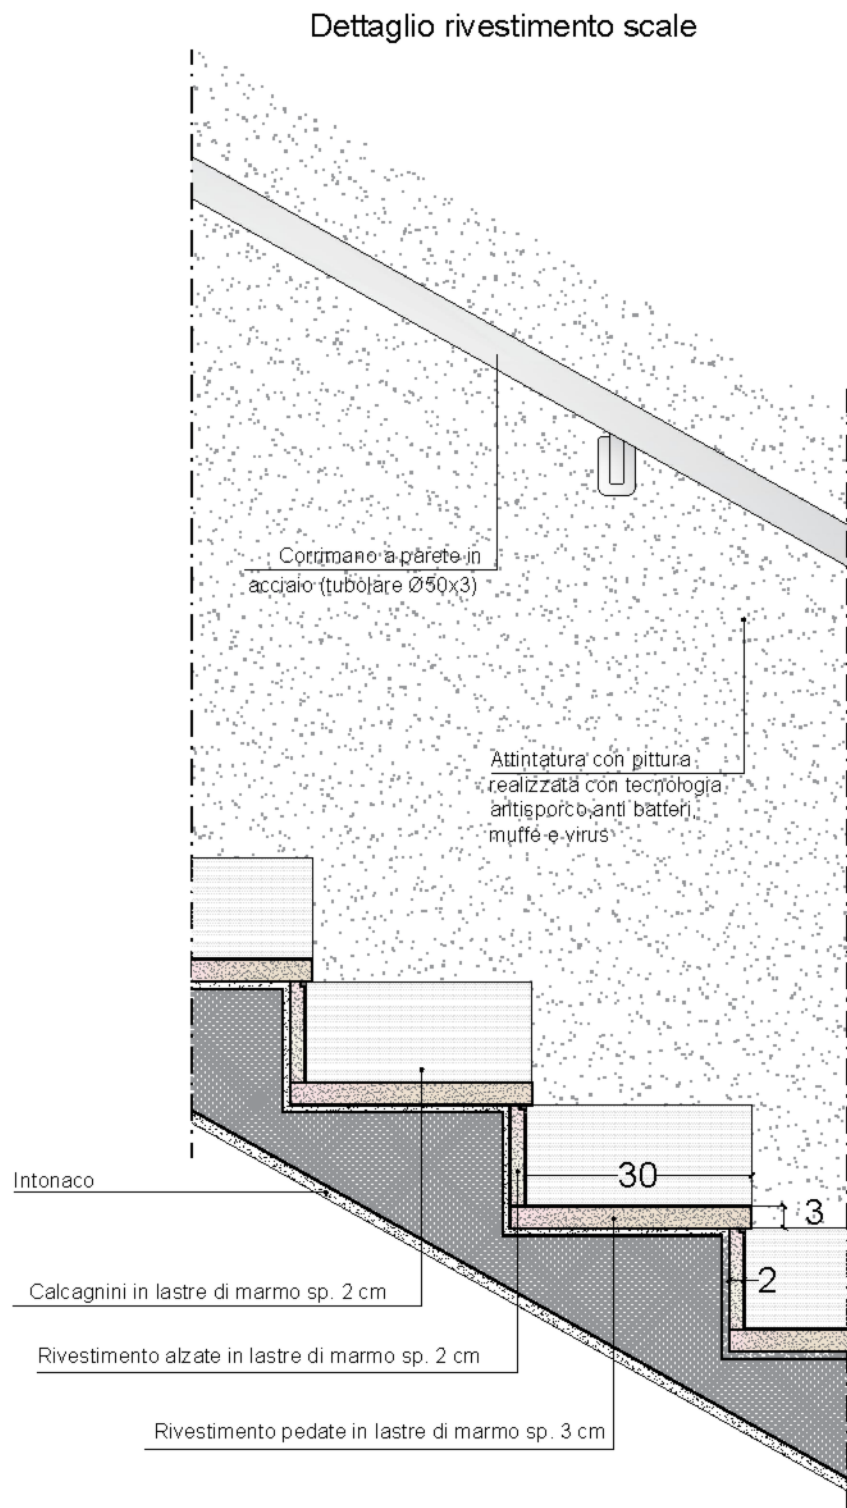 Dettaglio rivestimento scale
Corrimano a parete in
acciaio (tubolare Ø50x3)
Attintatura con pittura
realizzata con tecnologia
antisporco,anti batteri,
muffe e virus
30
3
2
Intonaco
Calcagnini in lastre di marmo sp. 2 cm
Rivestimento alzate in lastre di marmo sp. 2 cm
Rivestimento pedate in lastre di marmo sp. 3 cm